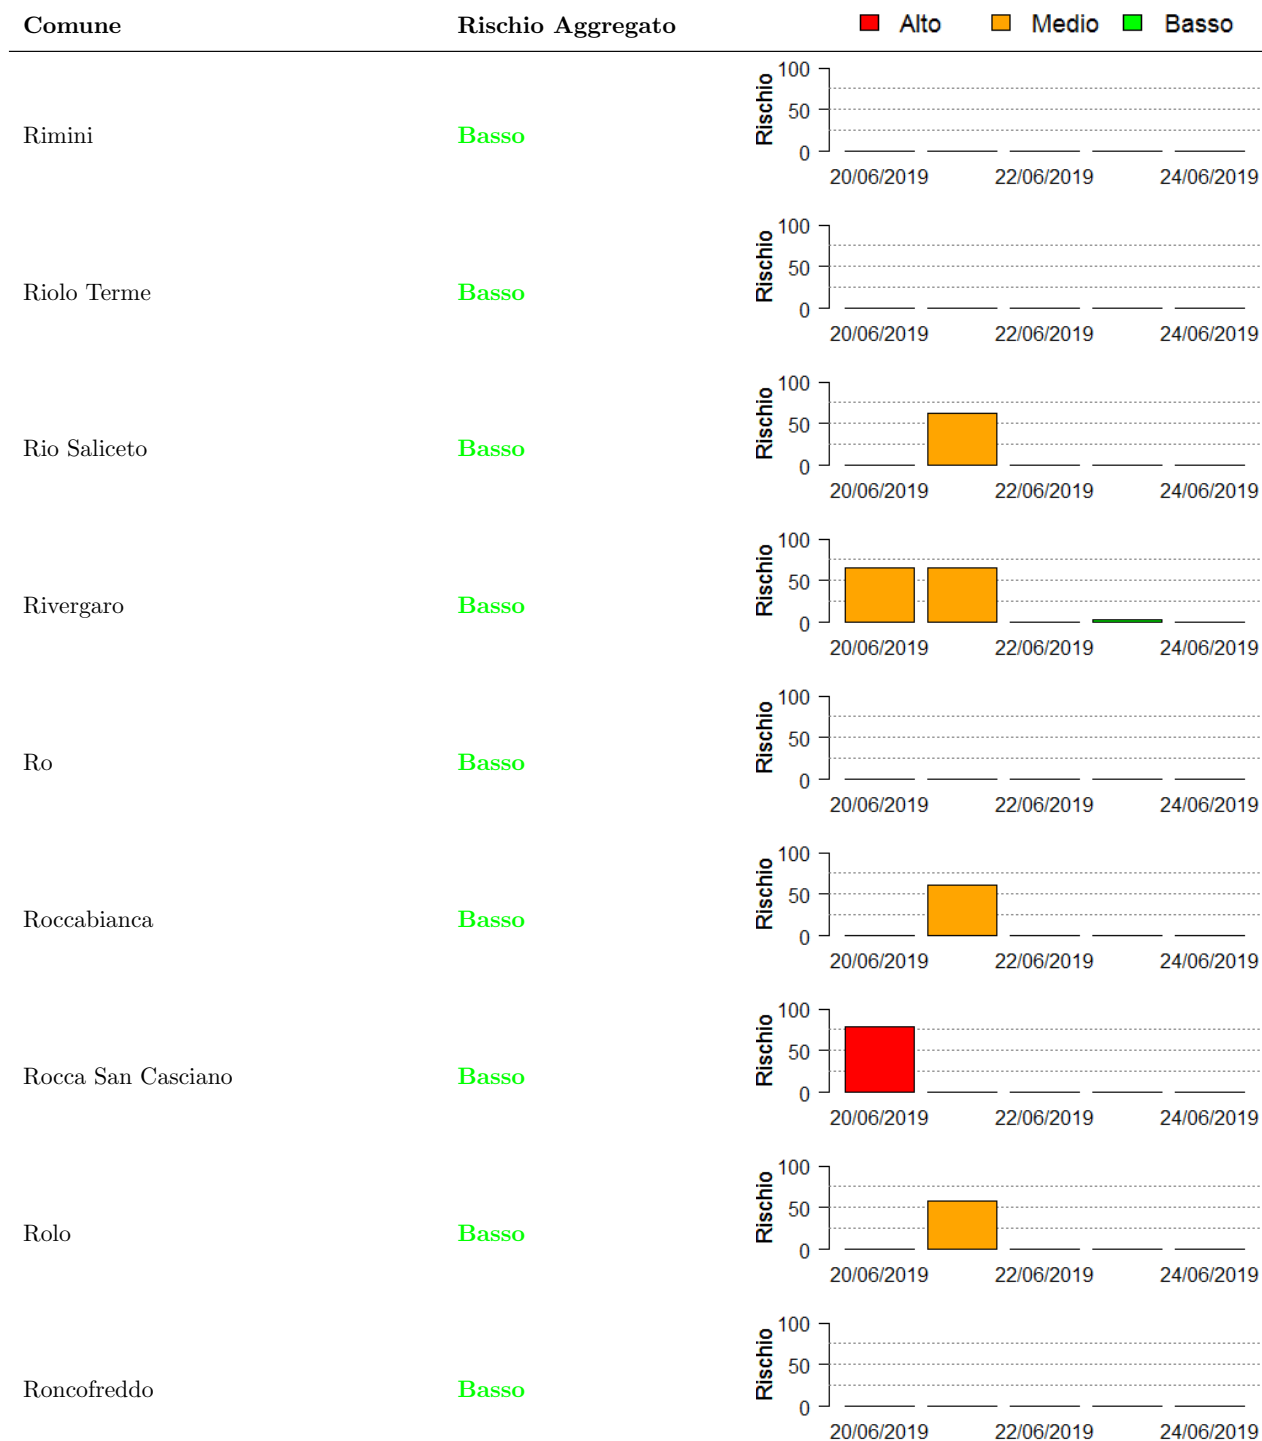 Comune Rischio Aggregato Alto Medio Basso
Rimini Basso Rischio 100 50 0
20/06/2019 22/06/2019 24/06/2019
Riolo Terme Basso Rischio 100 50 0
20/06/2019 22/06/2019 24/06/2019
Rio Saliceto Basso Rischio 100 50 0
20/06/2019 22/06/2019 24/06/2019
Rivergaro Basso Rischio 100 50 0
20/06/2019 22/06/2019 24/06/2019
Ro Basso Rischio 100 50 0
20/06/2019 22/06/2019 24/06/2019
Roccabianca Basso Rischio 100 50 0
20/06/2019 22/06/2019 24/06/2019
Rocca San Casciano Basso Rischio 100 50 0
20/06/2019 22/06/2019 24/06/2019
Rolo Basso Rischio 100 50 0
20/06/2019 22/06/2019 24/06/2019
Roncofreddo Basso Rischio 100 50 0
20/06/2019 22/06/2019 24/06/2019